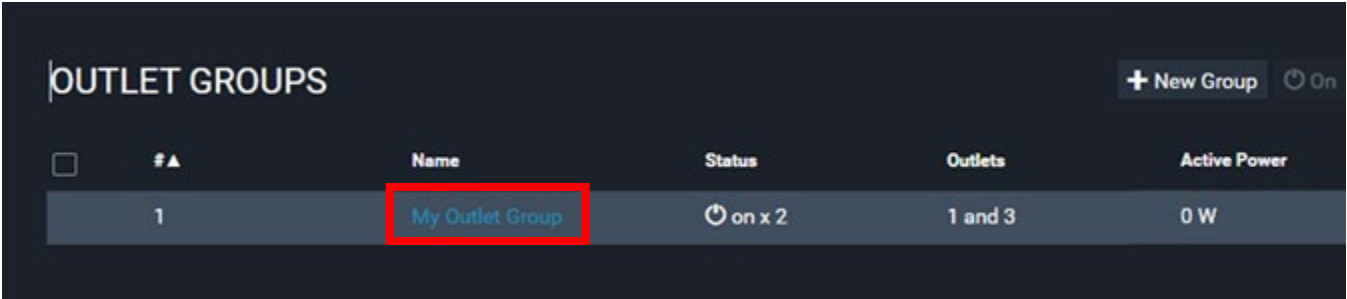 OUTLET GROUPS
+ New Group On
#▲ Name Status Outlets Active Power
1 My Outlet Group on x 2 1 and 3 0 W